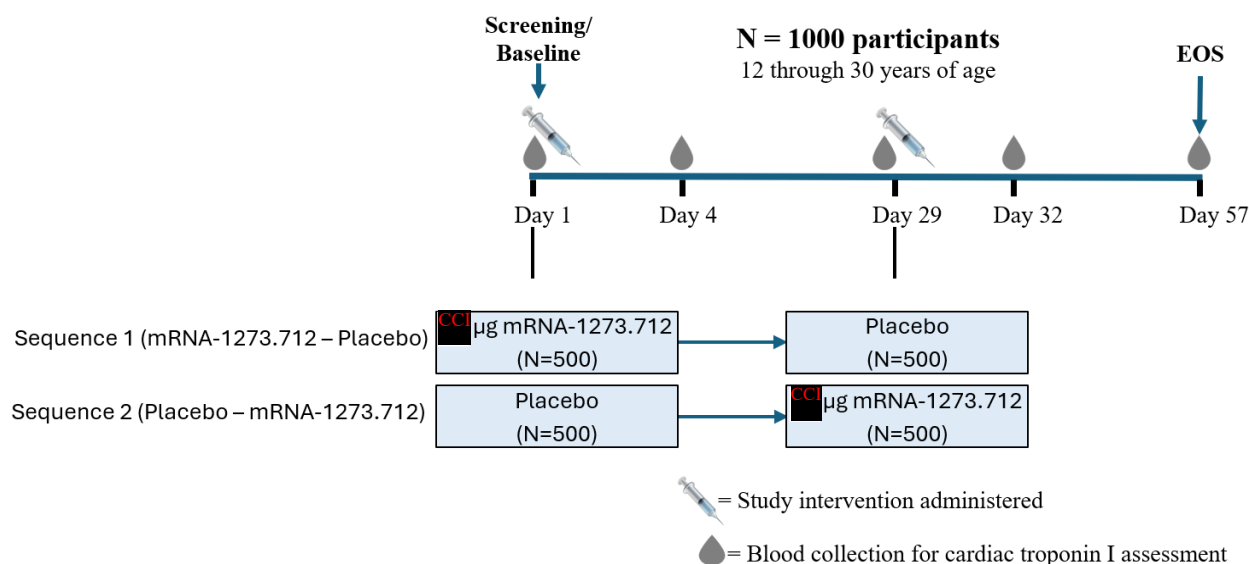 Screening/
Baseline
N = 1000 participants
12 through 30 years of age
EOS
Day 1
Day 4
Day 29
Day 32
Day 57
Sequence 1 (mRNA-1273.712 – Placebo)
CCI µg mRNA-1273.712
(N=500)
Placebo
(N=500)
Sequence 2 (Placebo – mRNA-1273.712)
Placebo
(N=500)
CCI µg mRNA-1273.712
(N=500)
= Study intervention administered
= Blood collection for cardiac troponin I assessment